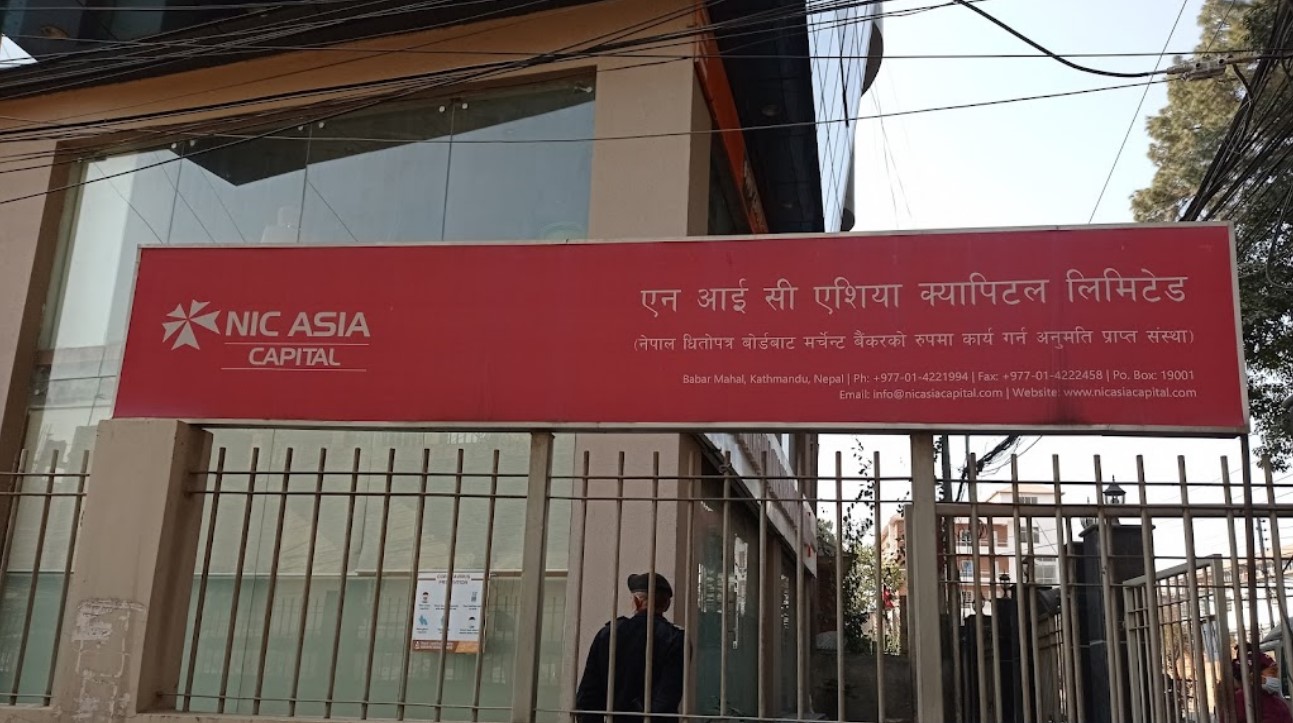 NIC ASIA
CAPITAL
एन आई सी एशिया क्यापिटल लिमिटेड
(नेपाल धितोपत्र बोर्डबाट मर्चेन्ट बैंकरको रुपमा कार्य गर्न अनुमति प्राप्त संस्था)
Babar Mahal, Kathmandu, Nepal | Ph: +977-01-4221994 | Fax: +977-01-4222458 | Po. Box: 19001
Email: info@nicasiacapital.com | Website: www.nicasiacapital.com